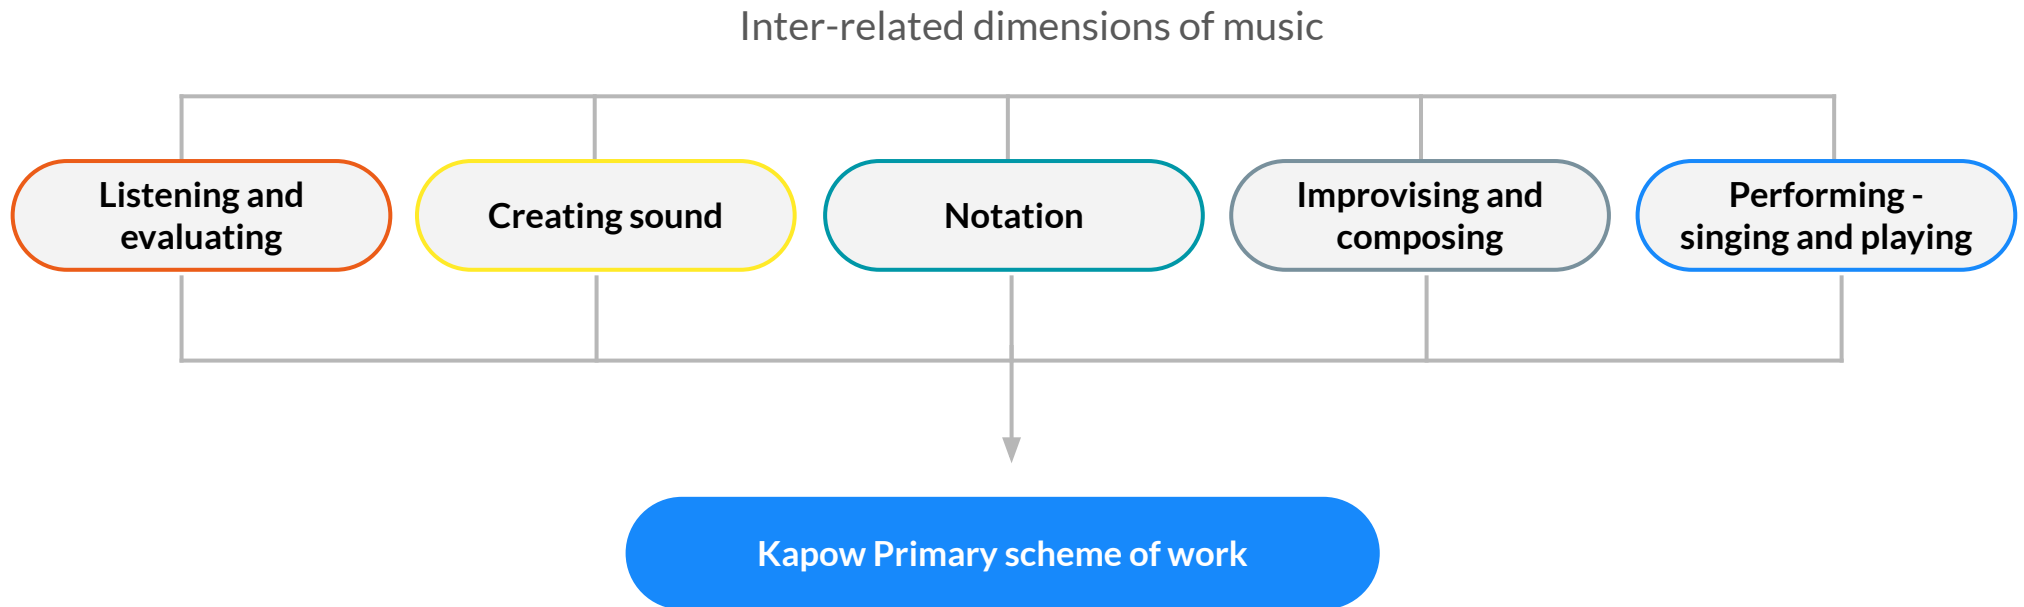 Inter-related dimensions of music
Listening and
evaluating
Creating sound
Notation
Improvising and
composing
Performing -
singing and playing
Kapow Primary scheme of work